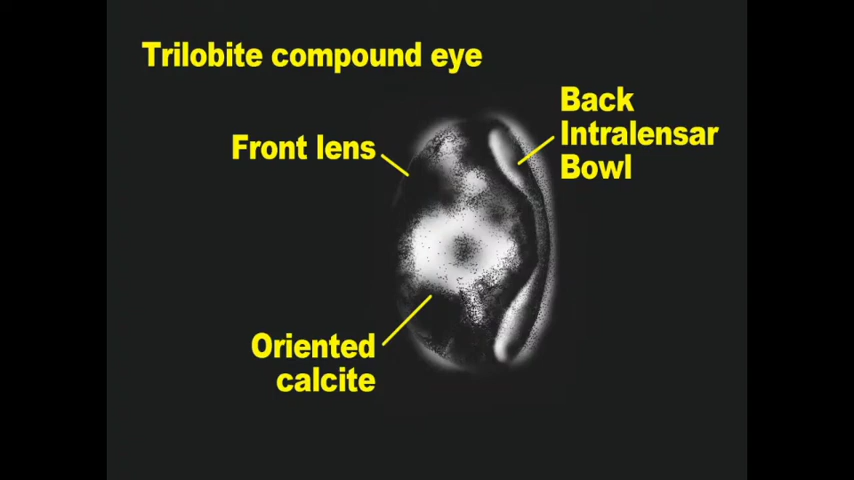 Trilobite compound eye
Back
Intralensar
Bowl
Front lens
Oriented
calcite